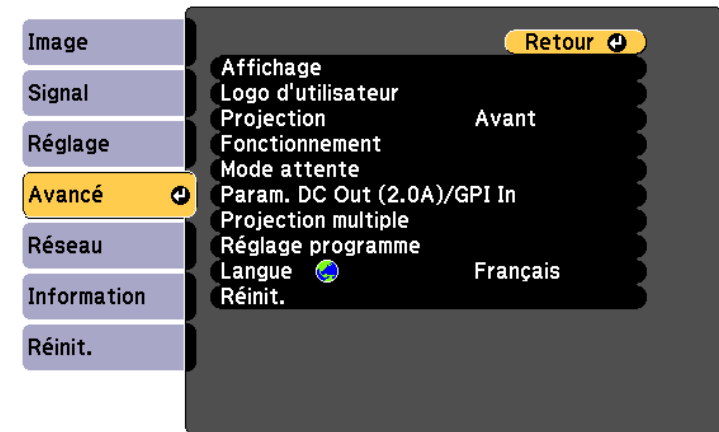 Image
Signal
Réglage
Avancé
Réseau
Information
Réinit.
Retour
Affichage
Logo d'utilisateur
Projection Avant
Fonctionnement
Mode attente
Param. DC Out (2.0A)/GPI In
Projection multiple
Réglage programme
Langue Français
Réinit.